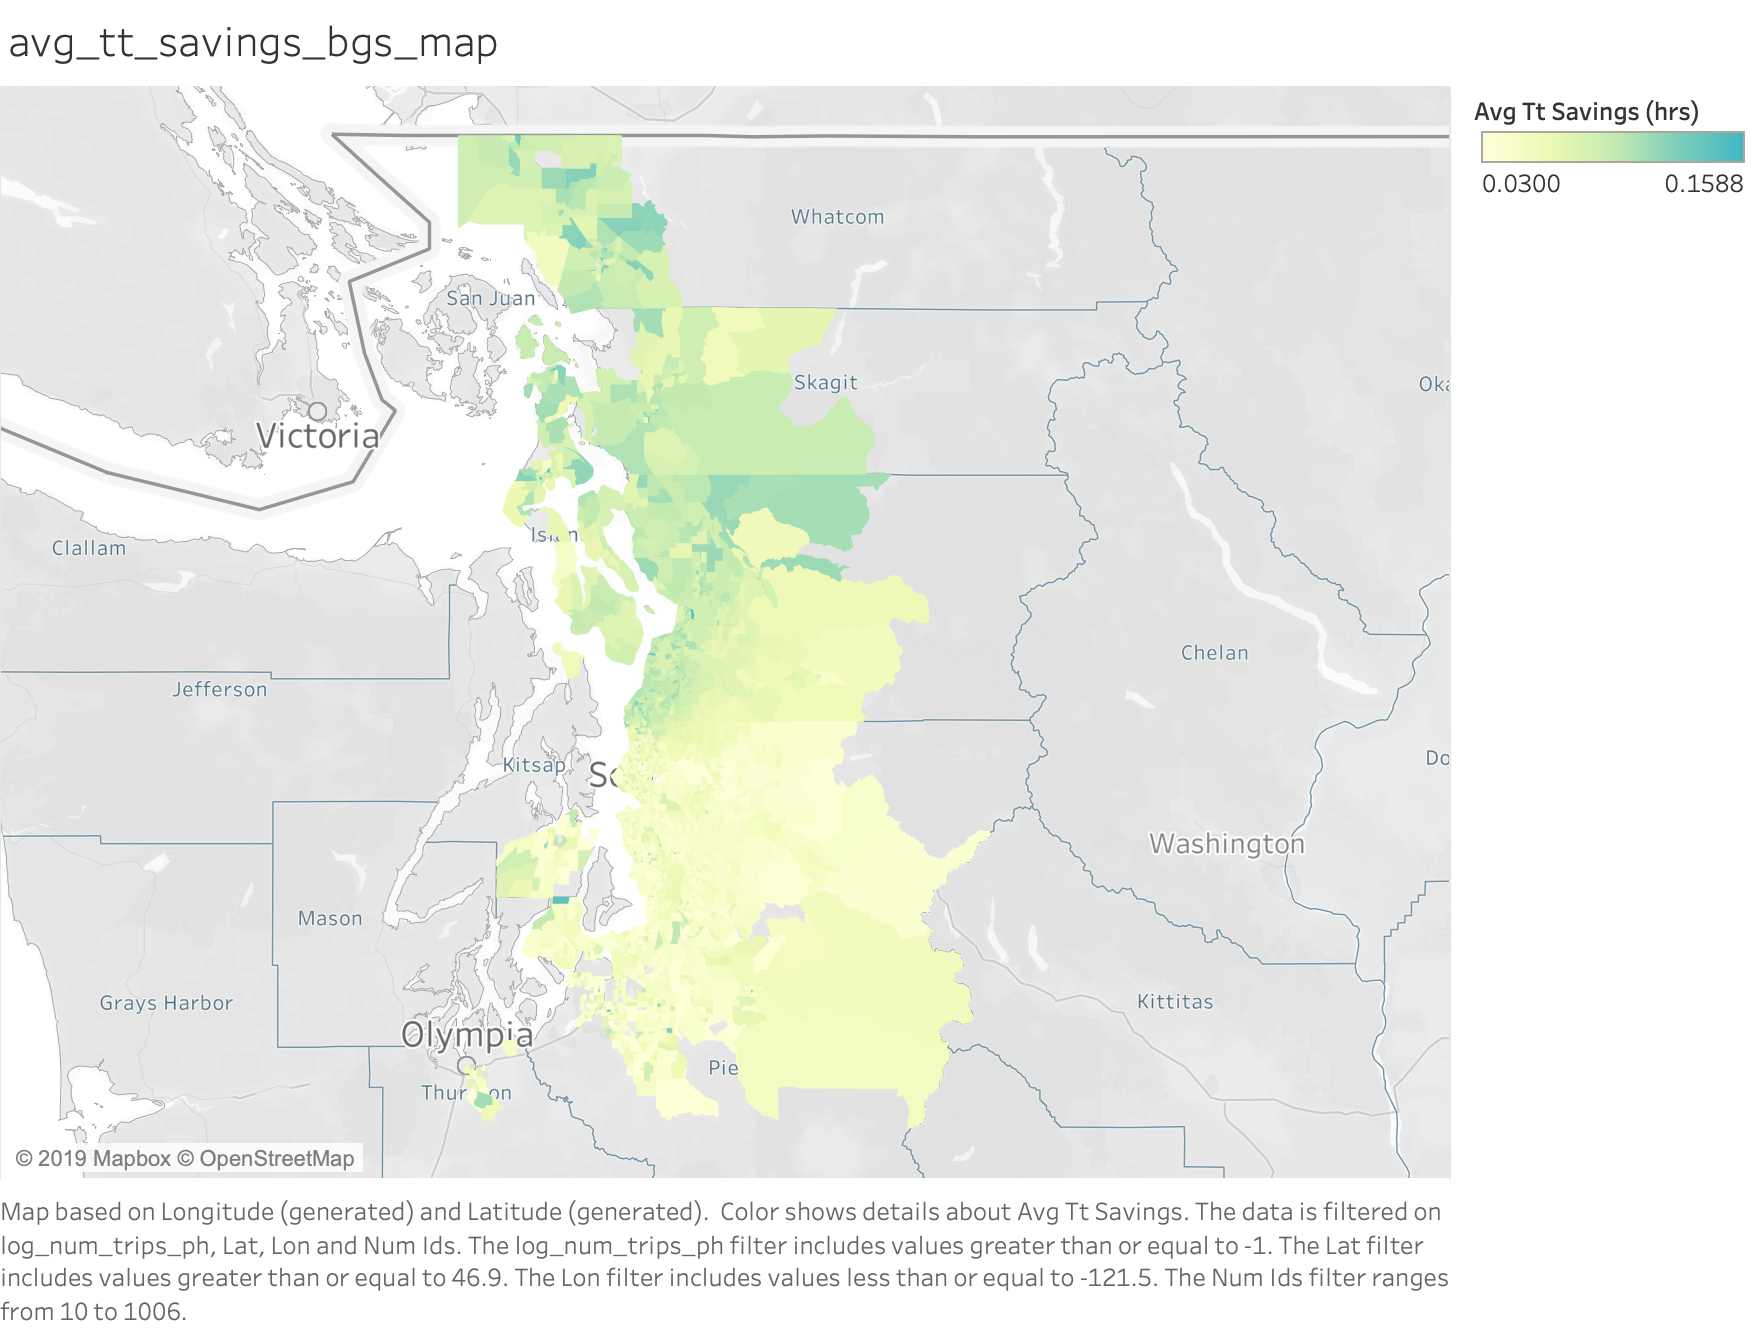 avg_tt_savings_bgs_map
Avg Tt Savings (hrs)
0.0300 0.1588
Whatcom
San Juan
Skagit
Oka
Victoria
Clallam
Chelan
Jefferson
Kitsap
Do
Washington
Mason
Grays Harbor
Kittitas
Olympia
Pie
© 2019 Mapbox © OpenStreetMap
Map based on Longitude (generated) and Latitude (generated).  Color shows details about Avg Tt Savings. The data is filtered on
log_num_trips_ph, Lat, Lon and Num Ids. The log_num_trips_ph filter includes values greater than or equal to -1. The Lat filter
includes values greater than or equal to 46.9. The Lon filter includes values less than or equal to -121.5. The Num Ids filter ranges
from 10 to 1006.